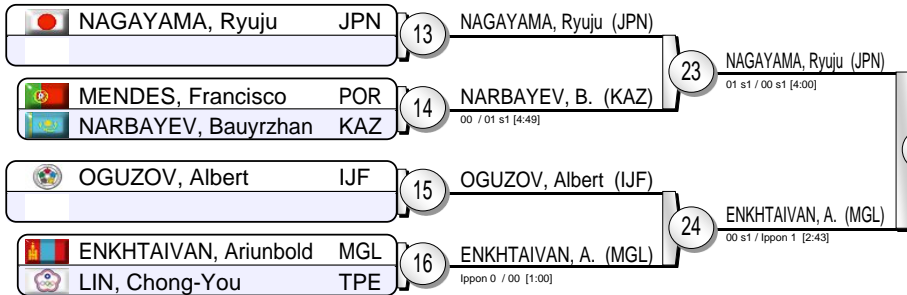 NAGAYAMA, Ryuju JPN
13
NAGAYAMA, Ryuju (JPN)
MENDES, Francisco POR
NARBAYEV, Bauyrzhan KAZ
14
NARBAYEV, B. (KAZ)
00 / 01 s1 [4:49]
23
NAGAYAMA, Ryuju (JPN)
01 s1 / 00 s1 [4:00]
OGUZOV, Albert IJF
15
OGUZOV, Albert (IJF)
ENKHTAIVAN, Ariunbold MGL
LIN, Chong-You TPE
16
ENKHTAIVAN, A. (MGL)
Ippon 0 / 00 [1:00]
24
ENKHTAIVAN, A. (MGL)
00 s1 / Ippon 1 [2:43]